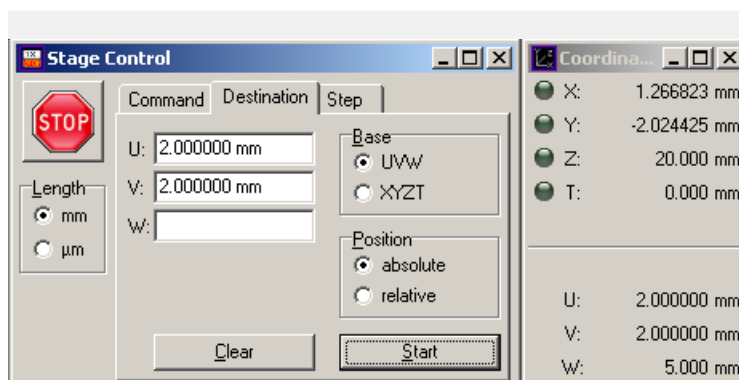 Stage Control
STOP
Length
mm
µm
Command Destination Step
U: 2.000000 mm
V: 2.000000 mm
W:
Base
UVW
XYZT
Position
absolute
relative
Clear Start
Coordina...
X: 1.266823 mm
Y: -2.024425 mm
Z: 20.000 mm
T: 0.000 mm
U: 2.000000 mm
V: 2.000000 mm
W: 5.000 mm